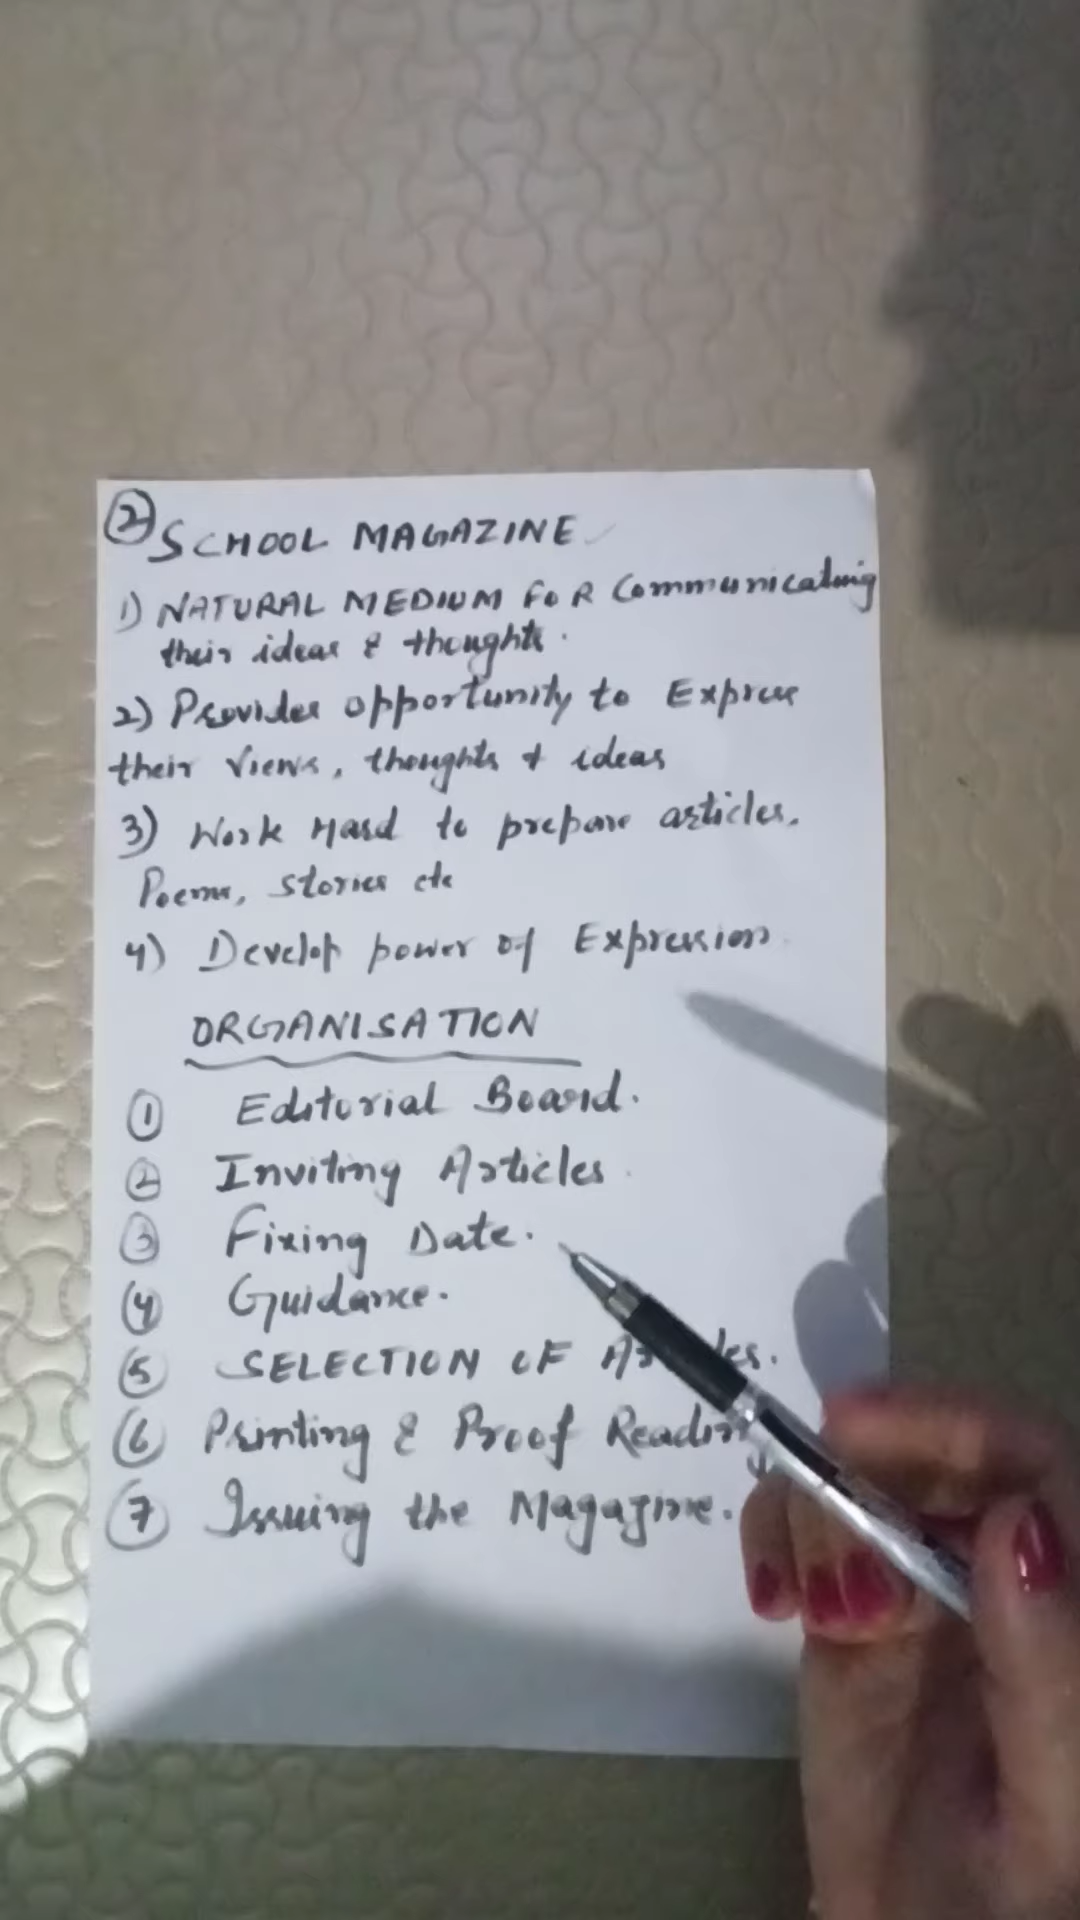 2 SCHOOL MAGAZINE
1) NATURAL MEDIUM FOR Communicating
their ideas & thoughts.
2) Provides opportunity to Express
their views, thoughts & ideas
3) Work Hard to prepare articles,
Poems, stories etc
4) Develop power of Expression.
ORGANISATION
1 Editorial Board.
2 Inviting Articles.
3 Fixing Date.
4 Guidance.
5 SELECTION OF
6 Printing & Proof
7 Issuing the Magazine.